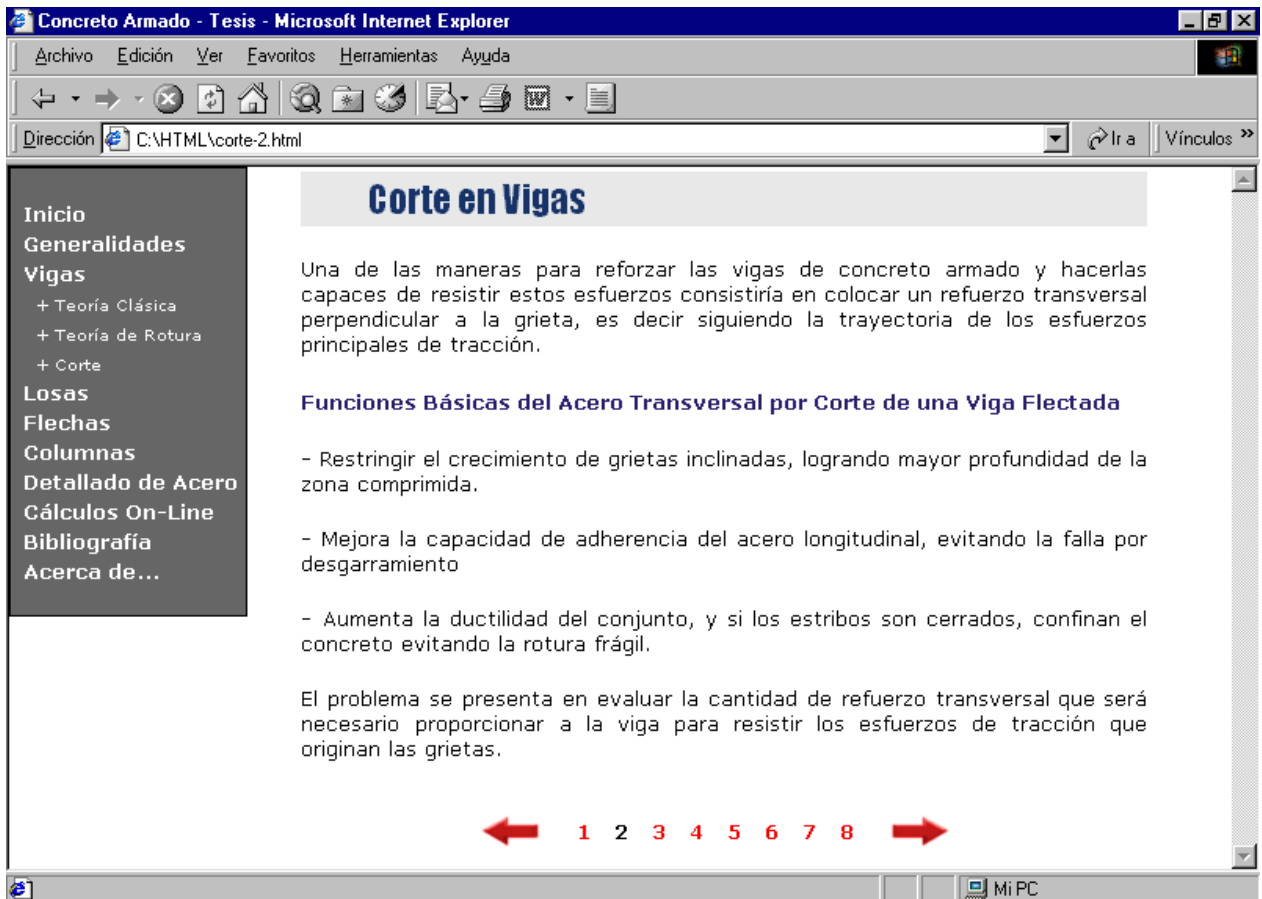 Concreto Armado - Tesis - Microsoft Internet Explorer
Archivo Edición Ver Favoritos Herramientas Ayuda
Dirección C:\HTML\corte-2.html Ir a Vínculos »
Inicio
Generalidades
Vigas
+ Teoría Clásica
+ Teoría de Rotura
+ Corte
Losas
Flechas
Columnas
Detallado de Acero
Cálculos On-Line
Bibliografía
Acerca de...
Corte en Vigas
Una de las maneras para reforzar las vigas de concreto armado y hacerlas
capaces de resistir estos esfuerzos consistiría en colocar un refuerzo transversal
perpendicular a la grieta, es decir siguiendo la trayectoria de los esfuerzos
principales de tracción.
Funciones Básicas del Acero Transversal por Corte de una Viga Flectada
– Restringir el crecimiento de grietas inclinadas, logrando mayor profundidad de la
zona comprimida.
– Mejora la capacidad de adherencia del acero longitudinal, evitando la falla por
desgarramiento
– Aumenta la ductilidad del conjunto, y si los estribos son cerrados, confinan el
concreto evitando la rotura frágil.
El problema se presenta en evaluar la cantidad de refuerzo transversal que será
necesario proporcionar a la viga para resistir los esfuerzos de tracción que
originan las grietas.
1 2 3 4 5 6 7 8
Mi PC